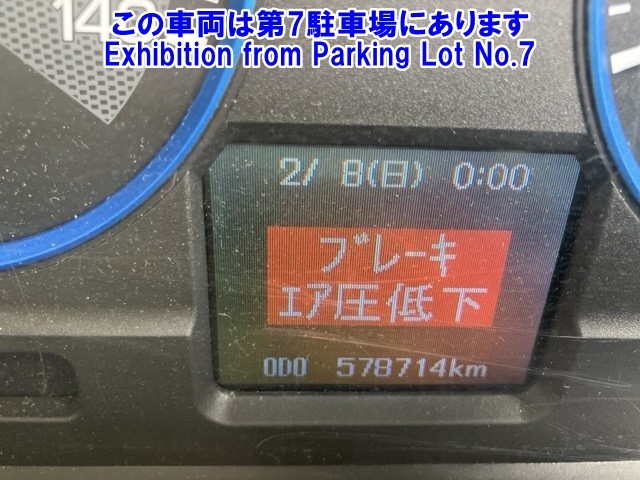 この車両は第7駐車場にあります
Exhibition from Parking Lot No.7
140
2/ 8(日) 0:00
ブレーキ
エア圧低下
ODO 578714km